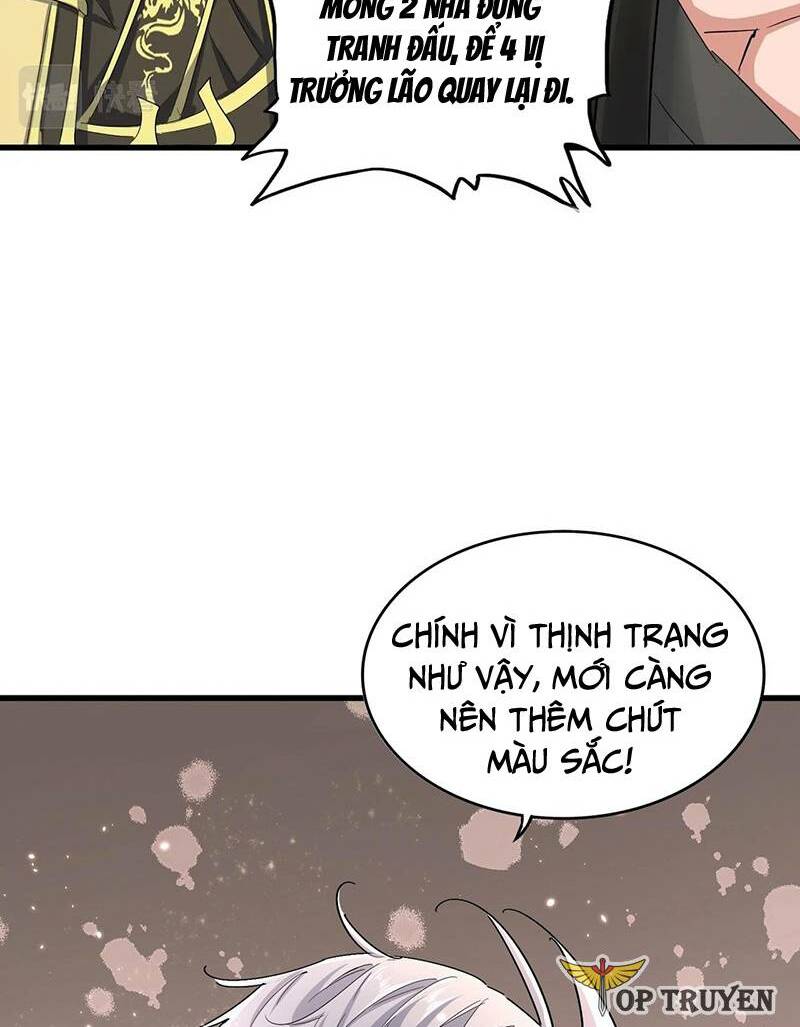 MONG 2 NHÀ ĐỪNG
TRANH ĐẤU, ĐỂ 4 VỊ
TRƯỞNG LÃO QUAY LẠI ĐI.
CHÍNH VÌ THỊNH TRẠNG
NHƯ VẬY, MỚI CÀNG
NÊN THÊM CHÚT
MÀU SẮC!
TOP TRUYEN